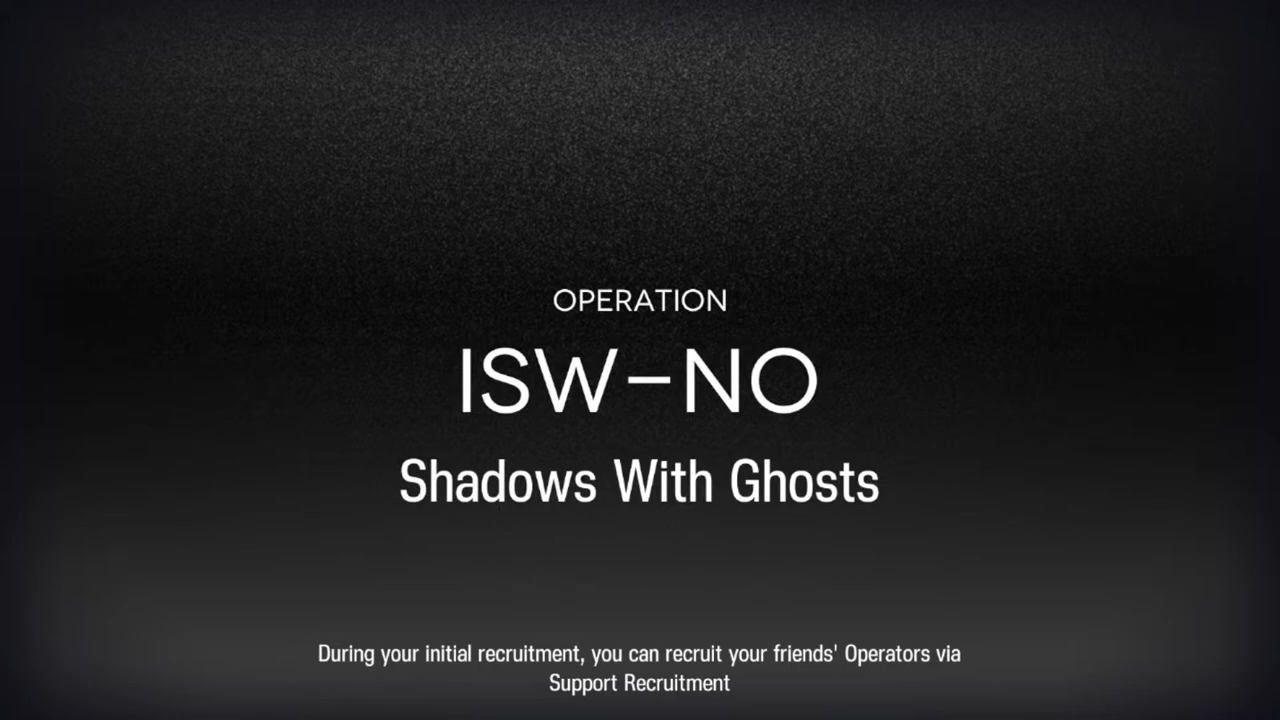 OPERATION
ISW-NO
Shadows With Ghosts
During your initial recruitment, you can recruit your friends' Operators via
Support Recruitment